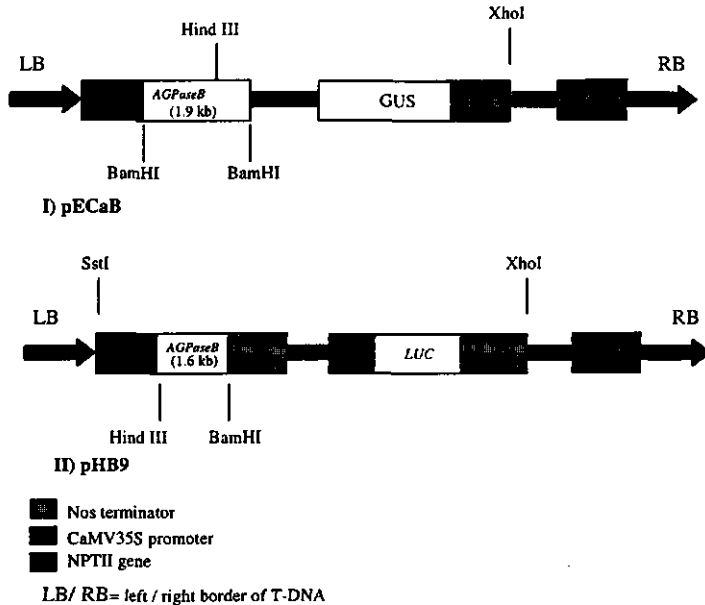 Hind III
XhoI
LB
RB
AGPaseB
(1.9 kb)
GUS
BamHI
BamHI
I) pECaB
SstI
XhoI
LB
RB
AGPaseB
(1.6 kb)
LUC
Hind III
BamHI
II) pHB9
Nos terminator
CaMV35S promoter
NPTII gene
LB/ RB= left / right border of T-DNA